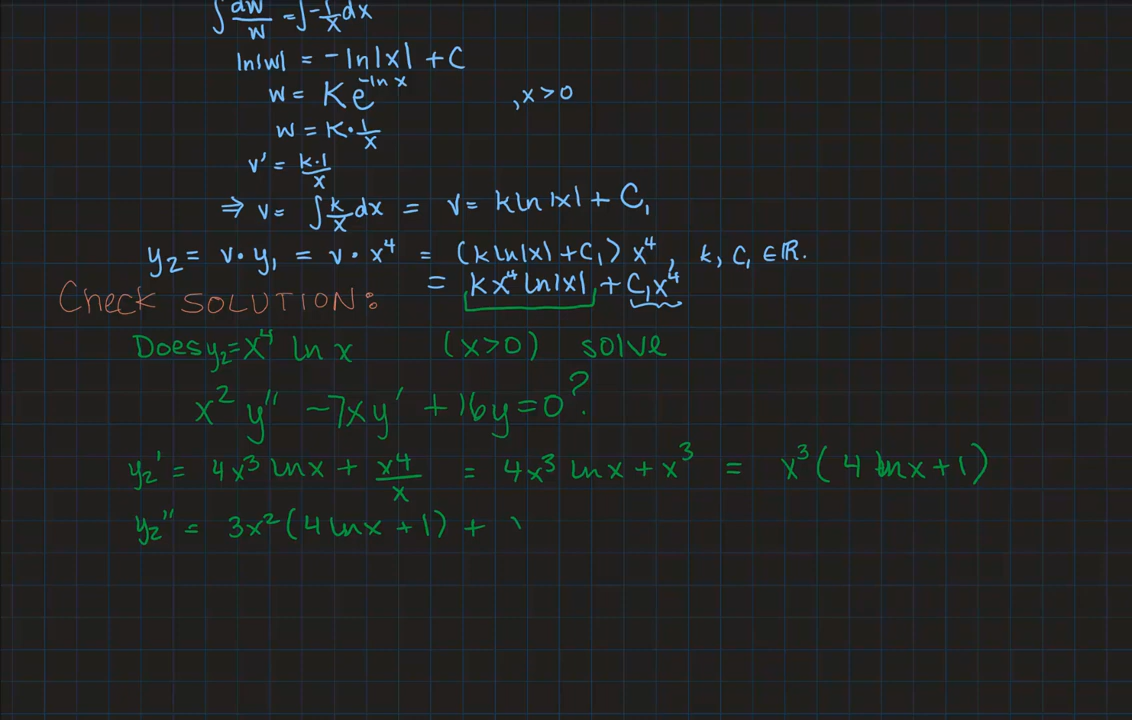 ∫ dw/w = ∫ -1/x dx
ln|w| = -ln|x| + C
w = K e^(-ln x) , x > 0
w = K · 1/x
v' = k·1/x
⇒ v = ∫ k/x dx = v = k ln|x| + C₁
y₂ = v·y₁ = v·x⁴ = (k ln|x| + C₁) x⁴, k, C₁ ∈ ℝ.
= kx⁴ ln|x| + C₁x⁴
Check SOLUTION:
Does y₂ = x⁴ ln x (x>0) solve
x² y'' - 7xy' + 16y = 0?
y₂' = 4x³ ln x + x⁴/x = 4x³ ln x + x³ = x³(4 ln x + 1)
y₂'' = 3x²(4 ln x + 1) +